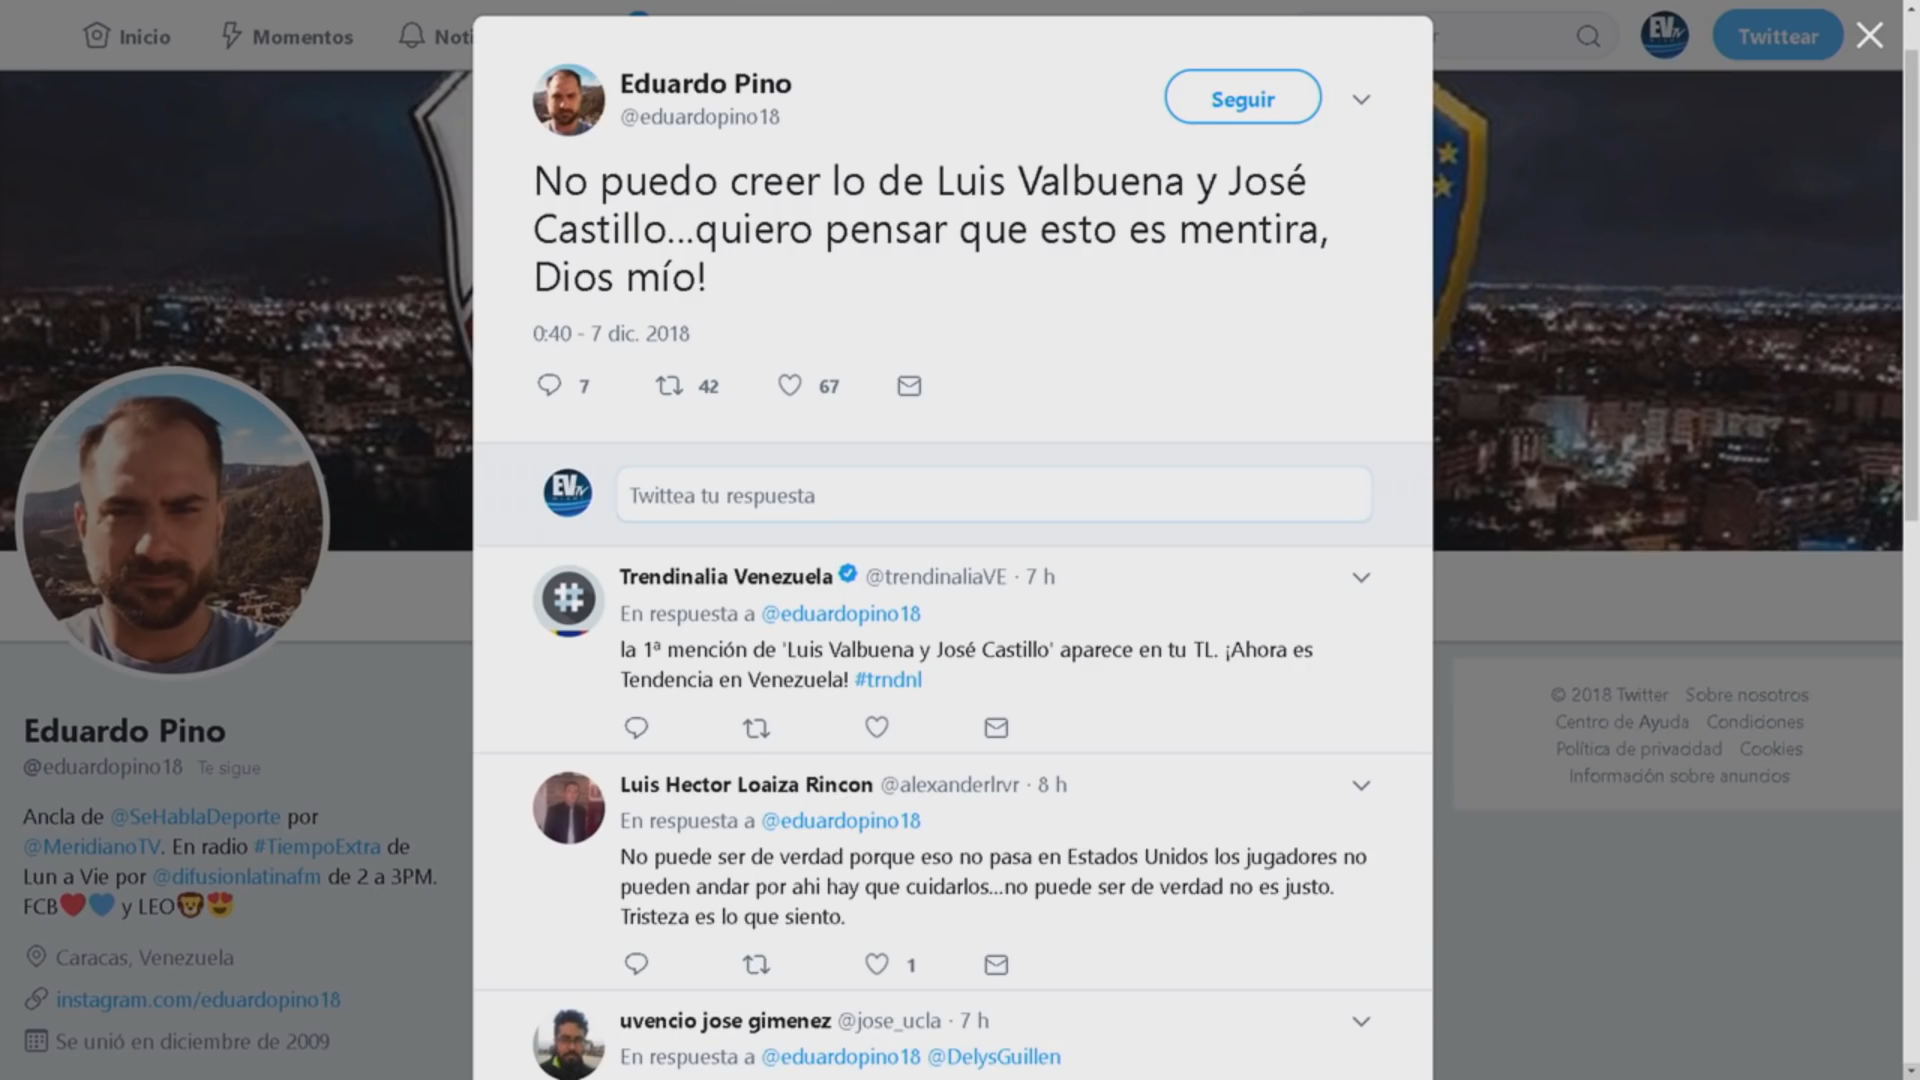 Inicio
Momentos
Noti
Twittear
Eduardo Pino
@eduardopino18
Seguir
No puedo creer lo de Luis Valbuena y José
Castillo...quiero pensar que esto es mentira,
Dios mío!
0:40 - 7 dic. 2018
7
42
67
EVTV
Twittea tu respuesta
Trendinalia Venezuela @trendinaliaVE · 7 h
En respuesta a @eduardopino18
la 1ª mención de 'Luis Valbuena y José Castillo' aparece en tu TL. ¡Ahora es
Tendencia en Venezuela! #trndnl
Luis Hector Loaiza Rincon @alexanderlrvr · 8 h
En respuesta a @eduardopino18
No puede ser de verdad porque eso no pasa en Estados Unidos los jugadores no
pueden andar por ahi hay que cuidarlos...no puede ser de verdad no es justo.
Tristeza es lo que siento.
1
uvencio jose gimenez @jose_ucla · 7 h
En respuesta a @eduardopino18 @DelysGuillen
Eduardo Pino
@eduardopino18 Te sigue
Ancla de @SeHablaDeporte por
@MeridianoTV. En radio #TiempoExtra de
Lun a Vie por @difusionlatinafm de 2 a 3PM.
FCB❤️💙 y LEO🦁😍
Caracas, Venezuela
instagram.com/eduardopino18
Se unió en diciembre de 2009
© 2018 Twitter Sobre nosotros
Centro de Ayuda Condiciones
Política de privacidad Cookies
Información sobre anuncios